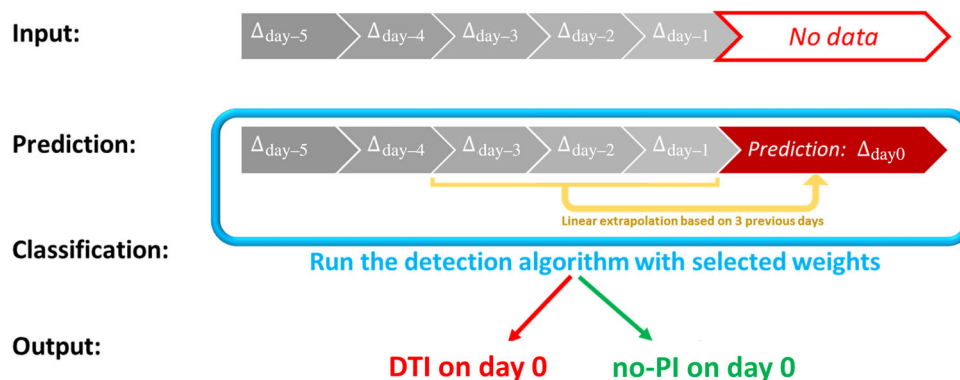 Input:
Δday–5 Δday–4 Δday–3 Δday–2 Δday–1 No data
Prediction:
Δday–5 Δday–4 Δday–3 Δday–2 Δday–1 Prediction: Δday0
Linear extrapolation based on 3 previous days
Classification:
Run the detection algorithm with selected weights
Output:
DTI on day 0 no-PI on day 0